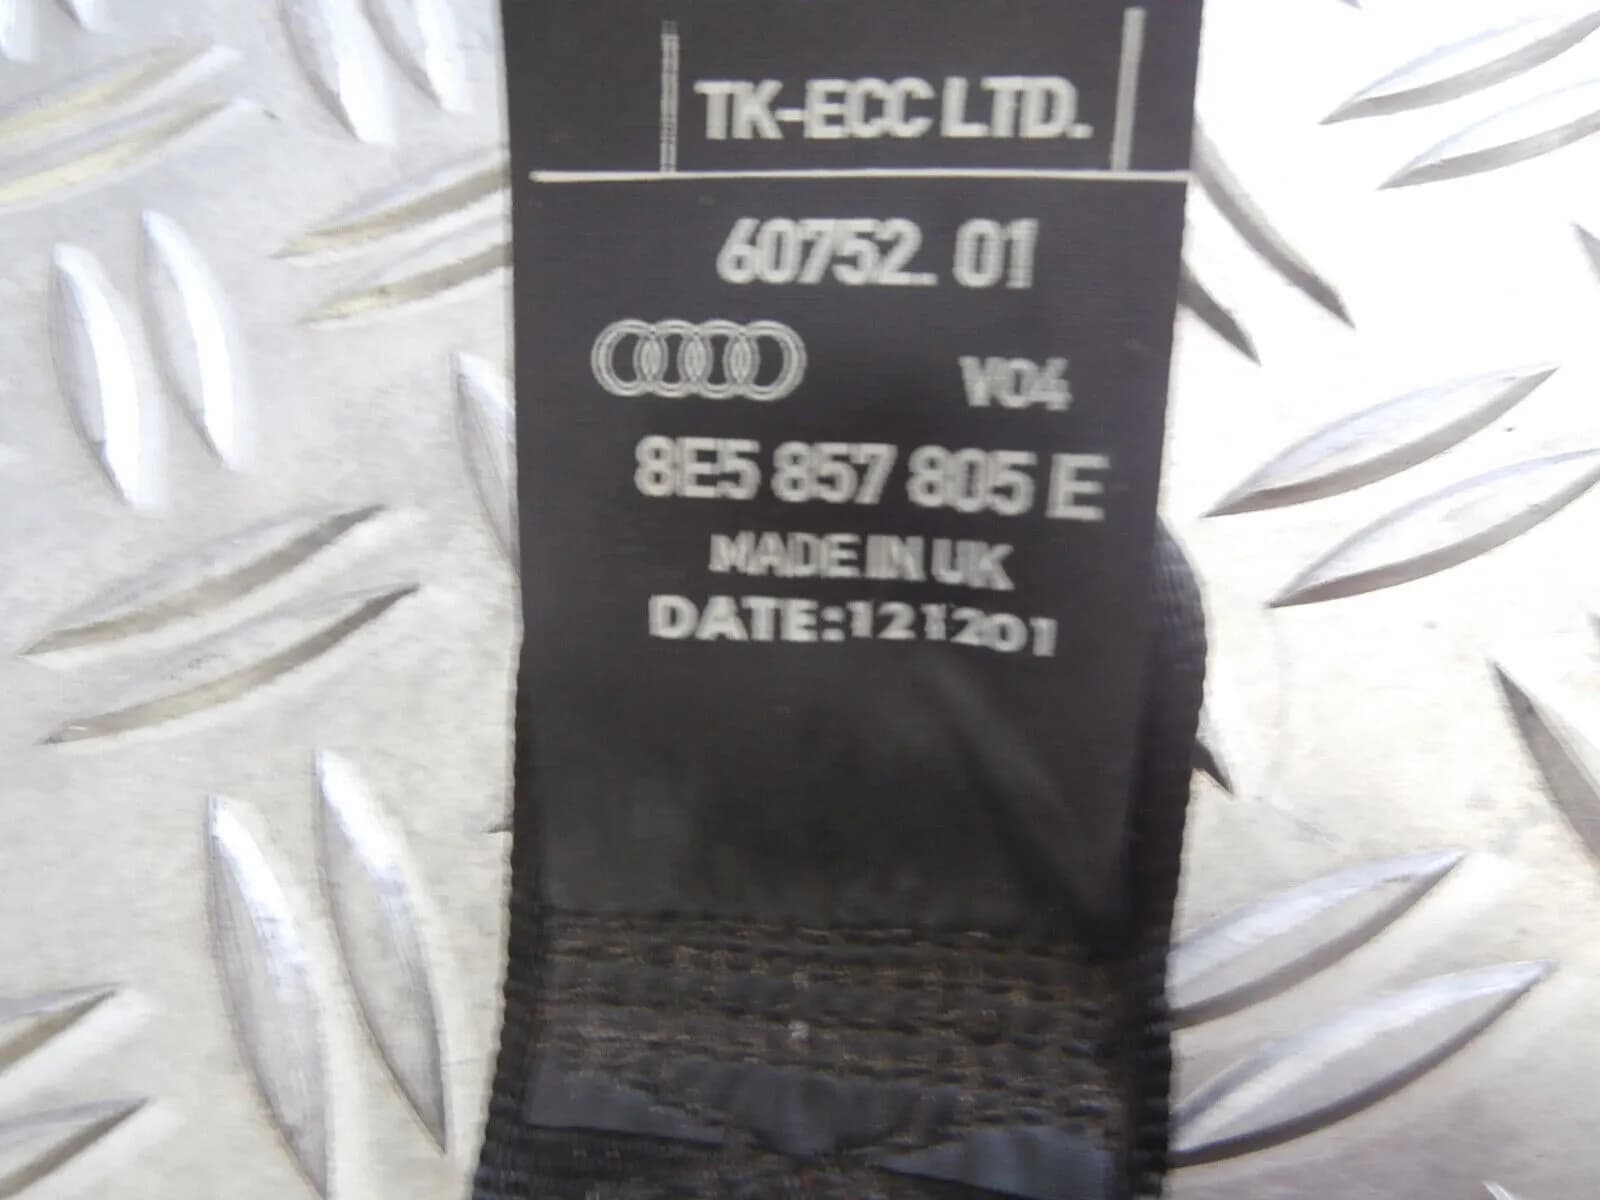 TK-ECC LTD.
60752. 01
V04
8E5 857 805 E
MADE IN UK
DATE:121201